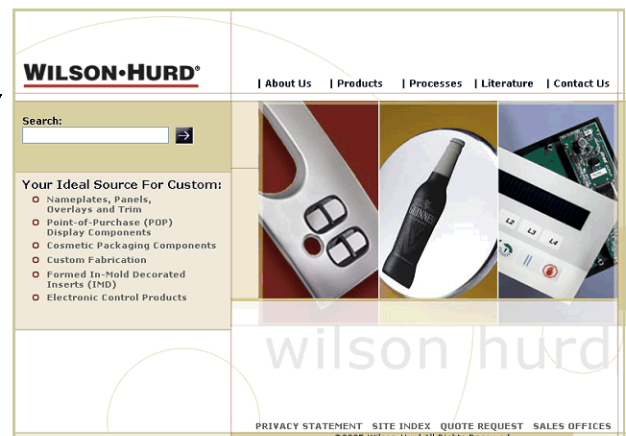 WILSON•HURD®
| About Us | Products | Processes | Literature | Contact Us
Search:
Your Ideal Source For Custom:
Nameplates, Panels,
Overlays and Trim
Point-of-Purchase (POP)
Display Components
Cosmetic Packaging Components
Custom Fabrication
Formed In-Mold Decorated
Inserts (IMD)
Electronic Control Products
GUINNESS
L2 L3 L4
wilson hurd
PRIVACY STATEMENT SITE INDEX QUOTE REQUEST SALES OFFICES